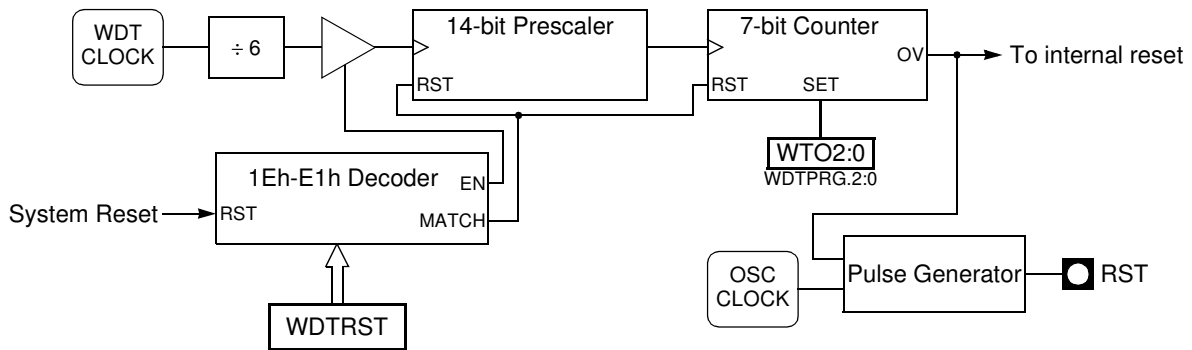 WDT
CLOCK
÷ 6
14-bit Prescaler
RST
7-bit Counter
OV
RST
SET
To internal reset
WTO2:0
WDTPRG.2:0
1Eh-E1h Decoder
EN
System Reset
RST
MATCH
WDTRST
OSC
CLOCK
Pulse Generator
RST